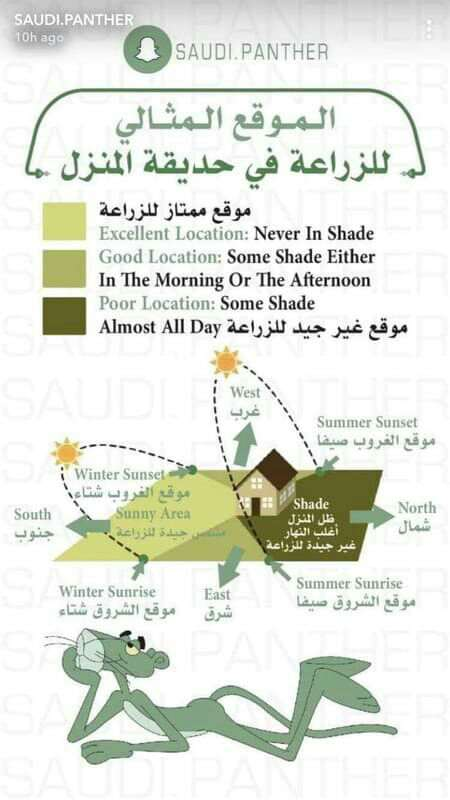 SAUDI.PANTHER
10h ago
SAUDI.PANTHER
الموقع المثالي
للزراعة في حديقة المنزل
موقع ممتاز للزراعة
Excellent Location: Never In Shade
Good Location: Some Shade Either
In The Morning Or The Afternoon
Poor Location: Some Shade
Almost All Day موقع غير جيد للزراعة
West
غرب
Summer Sunset
موقع الغروب صيفا
Winter Sunset
موقع الغروب شتاء
South
جنوب
Sunny Area
مشمس جيدة للزراعة
Shade
ظل المنزل
أغلب النهار
غير جيدة للزراعة
North
شمال
Winter Sunrise
موقع الشروق شتاء
East
شرق
Summer Sunrise
موقع الشروق صيفا
SAUDI.PANTHER